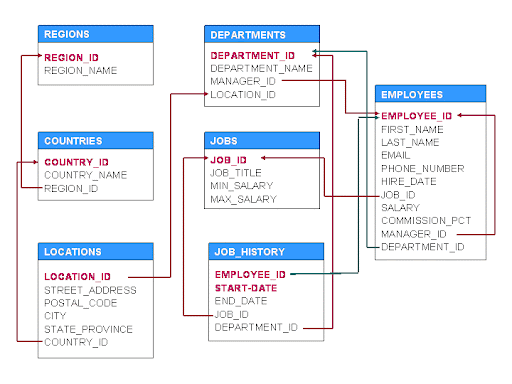 REGIONS
REGION_ID
REGION_NAME
COUNTRIES
COUNTRY_ID
COUNTRY_NAME
REGION_ID
LOCATIONS
LOCATION_ID
STREET_ADDRESS
POSTAL_CODE
CITY
STATE_PROVINCE
COUNTRY_ID
DEPARTMENTS
DEPARTMENT_ID
DEPARTMENT_NAME
MANAGER_ID
LOCATION_ID
JOBS
JOB_ID
JOB_TITLE
MIN_SALARY
MAX_SALARY
JOB_HISTORY
EMPLOYEE_ID
START-DATE
END_DATE
JOB_ID
DEPARTMENT_ID
EMPLOYEES
EMPLOYEE_ID
FIRST_NAME
LAST_NAME
EMAIL
PHONE_NUMBER
HIRE_DATE
JOB_ID
SALARY
COMMISSION_PCT
MANAGER_ID
DEPARTMENT_ID